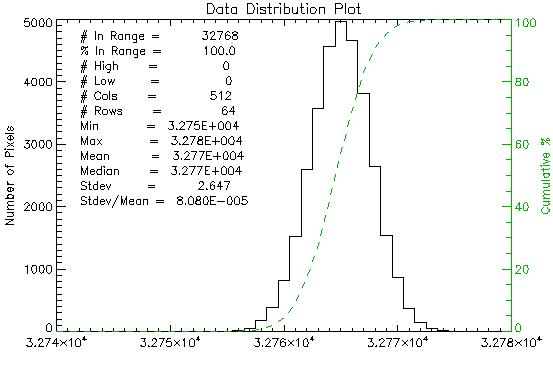 Data Distribution Plot
# In Range = 32768
% In Range = 100.0
# High = 0
# Low = 0
# Cols = 512
# Rows = 64
Min = 3.275E+004
Max = 3.278E+004
Mean = 3.277E+004
Median = 3.277E+004
Stdev = 2.647
Stdev/Mean = 8.080E-005
Number of Pixels
5000
4000
3000
2000
1000
0
Cumulative %
100
80
60
40
20
0
3.274×10⁴ 3.275×10⁴ 3.276×10⁴ 3.277×10⁴ 3.278×10⁴